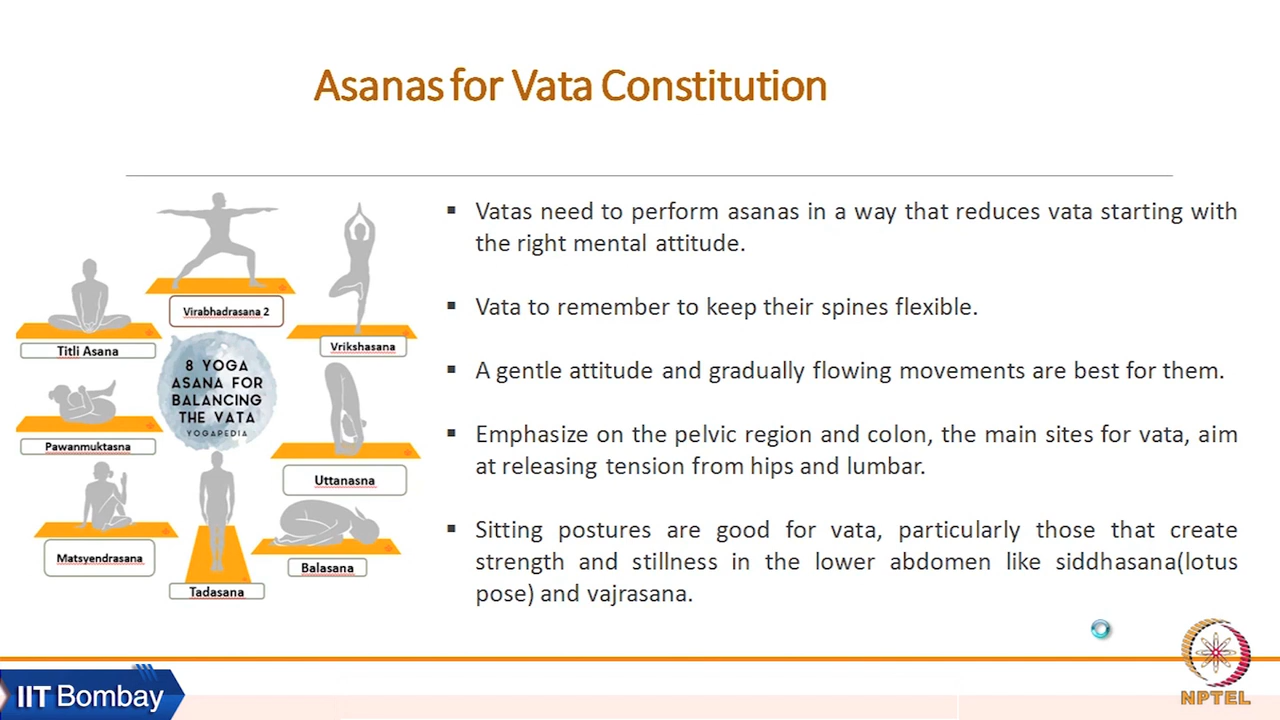 Asanas for Vata Constitution
Virabhadrasana 2
Titli Asana
Vrikshasana
8 YOGA
ASANA FOR
BALANCING
THE VATA
YOGAPEDIA
Pawanmuktasna
Uttanasna
Matsyendrasana
Balasana
Tadasana
▪ Vatas need to perform asanas in a way that reduces vata starting with
the right mental attitude.
▪ Vata to remember to keep their spines flexible.
▪ A gentle attitude and gradually flowing movements are best for them.
▪ Emphasize on the pelvic region and colon, the main sites for vata, aim
at releasing tension from hips and lumbar.
▪ Sitting postures are good for vata, particularly those that create
strength and stillness in the lower abdomen like siddhasana(lotus
pose) and vajrasana.
IIT Bombay
NPTEL